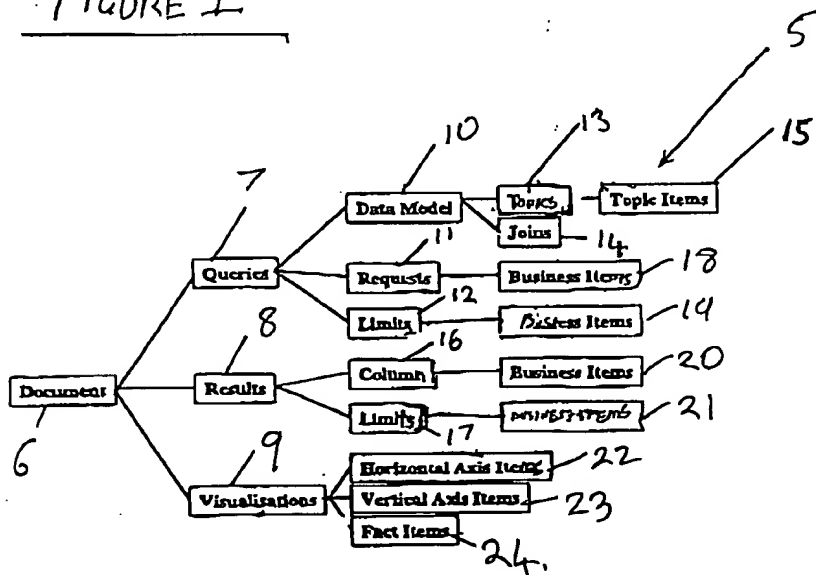 FIGURE I
5
10
13
15
7
Data Model
Topics
Topic Items
Joins
14
11
Queries
Requests
Business Items
18
12
Limits
Business Items
19
8
16
Column
Business Items
20
Document
Results
Limits
21
17
6
9
Horizontal Axis Items
22
Visualisations
Vertical Axis Items
23
Fact Items
24.